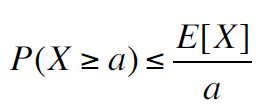 P(X ≥ a) ≤ E[X] / a